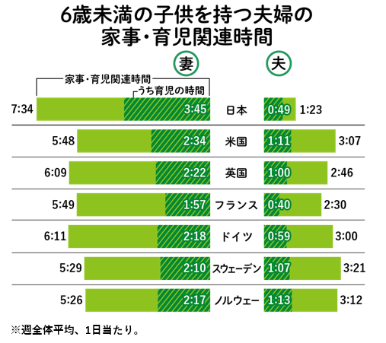 6歳未満の子供を持つ夫婦の
家事・育児関連時間
妻 夫
家事・育児関連時間
うち育児の時間
7:34 3:45 日本 0:49 1:23
5:48 2:34 米国 1:11 3:07
6:09 2:22 英国 1:00 2:46
5:49 1:57 フランス 0:40 2:30
6:11 2:18 ドイツ 0:59 3:00
5:29 2:10 スウェーデン 1:07 3:21
5:26 2:17 ノルウェー 1:13 3:12
※週全体平均、1日当たり。